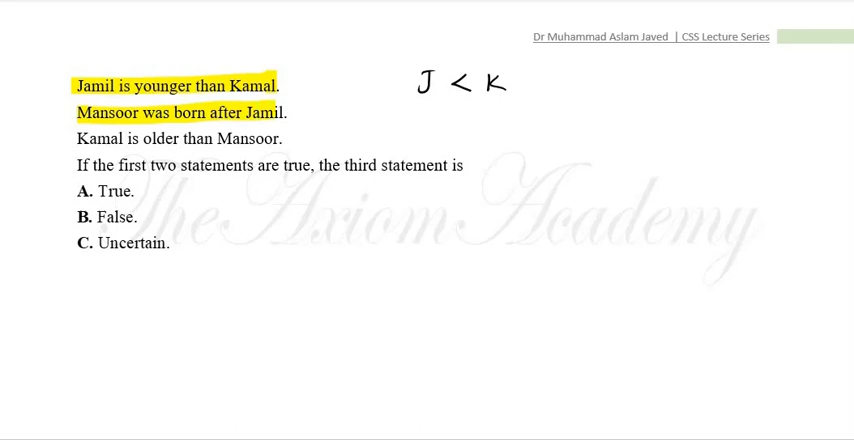 Dr Muhammad Aslam Javed | CSS Lecture Series
Jamil is younger than Kamal.
J < K
Mansoor was born after Jamil.
Kamal is older than Mansoor.
If the first two statements are true, the third statement is
A. True.
B. False.
C. Uncertain.
The Axiom Academy